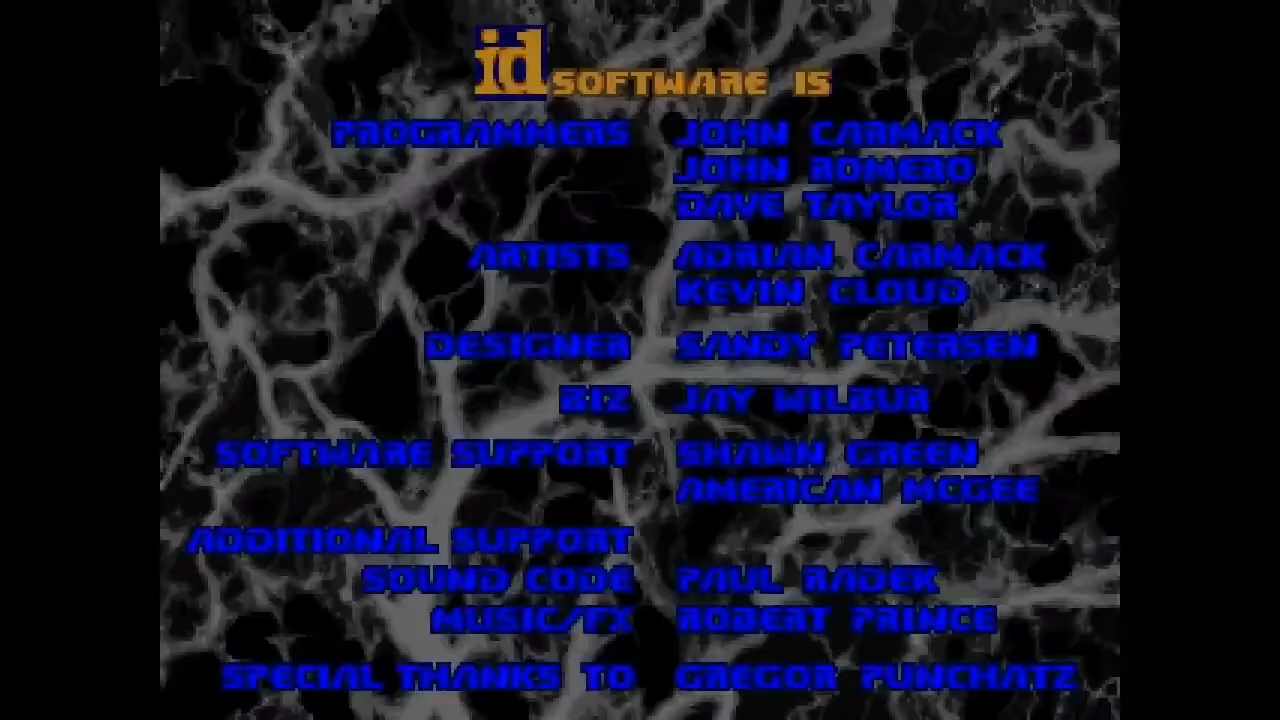 id SOFTWARE IS
PROGRAMMERS JOHN CARMACK
JOHN ROMERO
DAVE TAYLOR
ARTISTS ADRIAN CARMACK
KEVIN CLOUD
DESIGNER SANDY PETERSEN
BIZ JAY WILBUR
SOFTWARE SUPPORT SHAWN GREEN
AMERICAN MCGEE
ADDITIONAL SUPPORT
SOUND CODE PAUL RADEK
MUSIC/FX ROBERT PRINCE
SPECIAL THANKS TO GREGOR PUNCHATZ